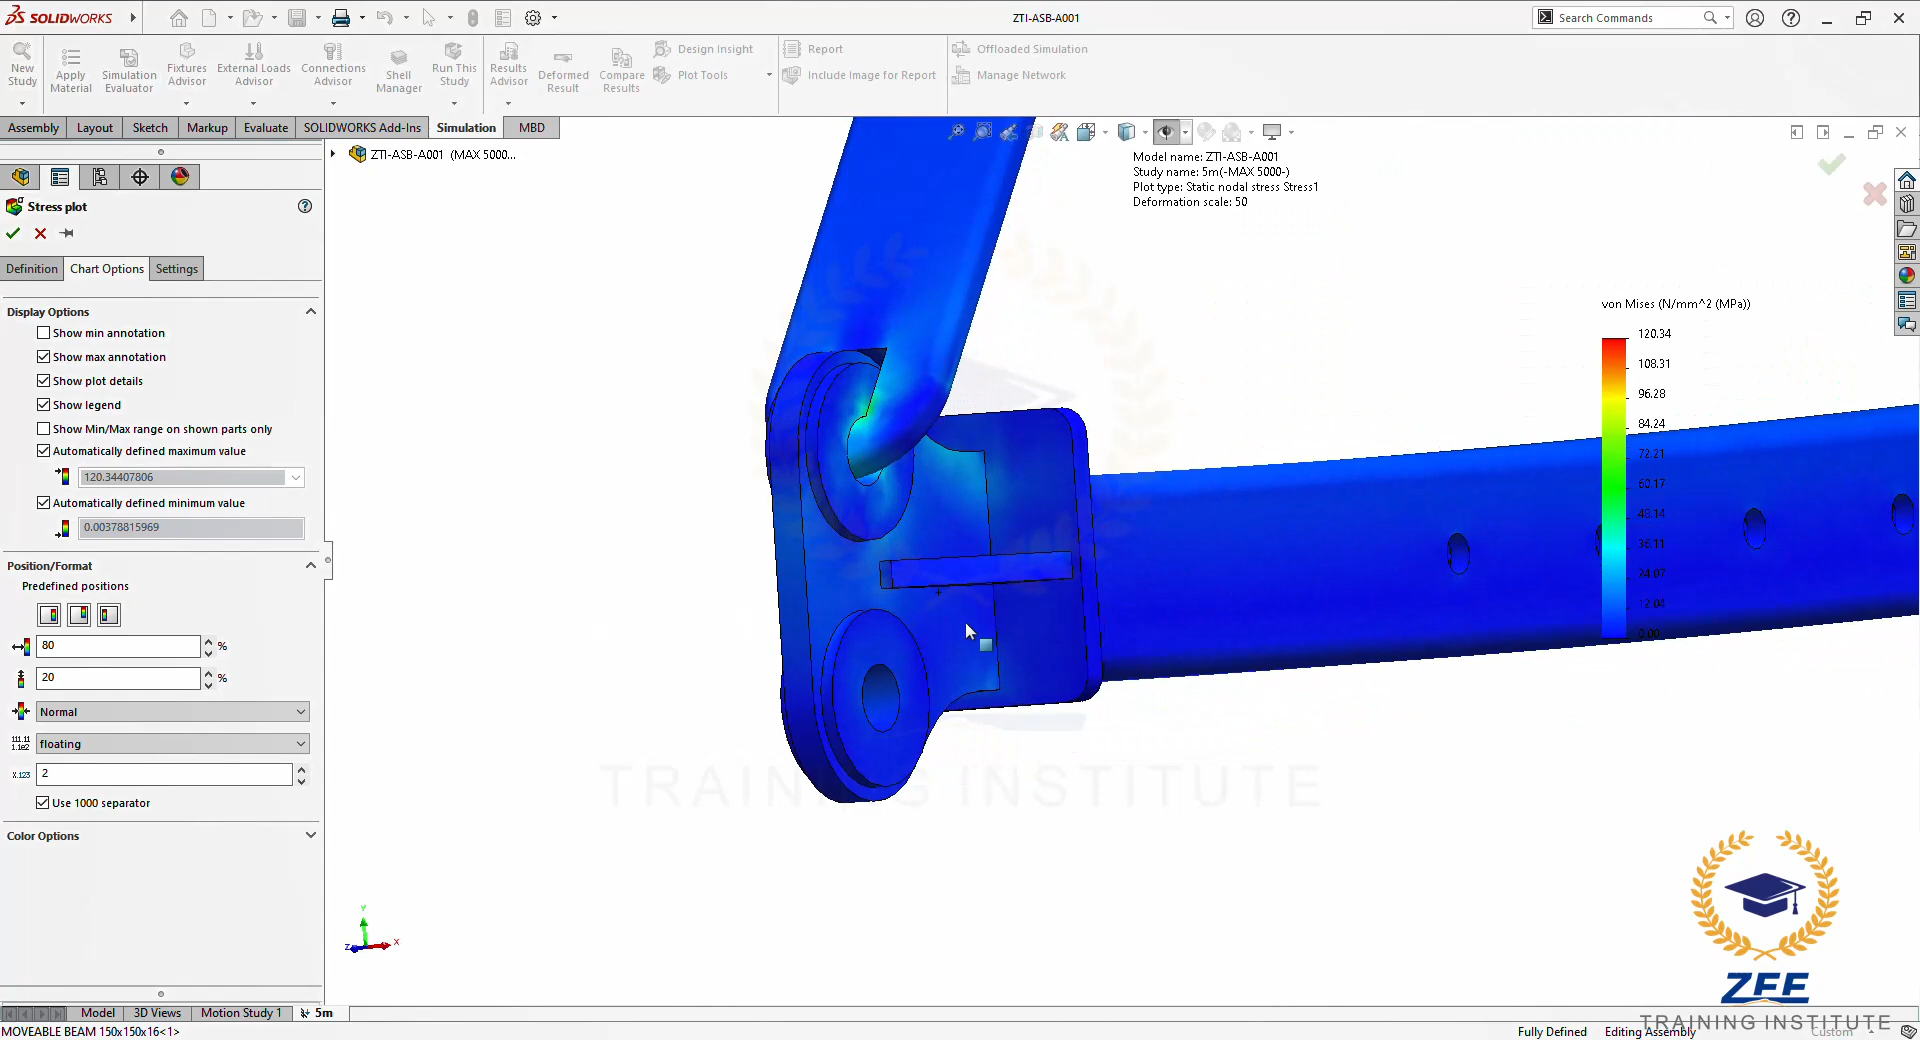 SOLIDWORKS
ZTI-ASB-A001
Search Commands
New Study
Apply Material
Simulation Evaluator
Fixtures Advisor
External Loads Advisor
Connections Advisor
Shell Manager
Run This Study
Results Advisor
Deformed Result
Compare Results
Design Insight
Plot Tools
Report
Include Image for Report
Offloaded Simulation
Manage Network
Assembly
Layout
Sketch
Markup
Evaluate
SOLIDWORKS Add-Ins
Simulation
MBD
ZTI-ASB-A001 (MAX 5000...
Model name: ZTI-ASB-A001
Study name: 5m(-MAX 5000-)
Plot type: Static nodal stress Stress1
Deformation scale: 50
Stress plot
Definition
Chart Options
Settings
Display Options
Show min annotation
Show max annotation
Show plot details
Show legend
Show Min/Max range on shown parts only
Automatically defined maximum value
120.34407806
Automatically defined minimum value
0.00378815969
Position/Format
Predefined positions
80 %
20 %
Normal
111.11
1.1e2
floating
x.123
2
Use 1000 separator
Color Options
von Mises (N/mm^2 (MPa))
120.34
108.31
96.28
84.24
72.21
60.17
48.14
36.11
24.07
12.04
0.00
TRAINING INSTITUTE
Y
Z
X
ZEE
TRAINING INSTITUTE
Model
3D Views
Motion Study 1
5m
MOVEABLE BEAM 150x150x16<1>
Fully Defined
Editing Assembly
Custom